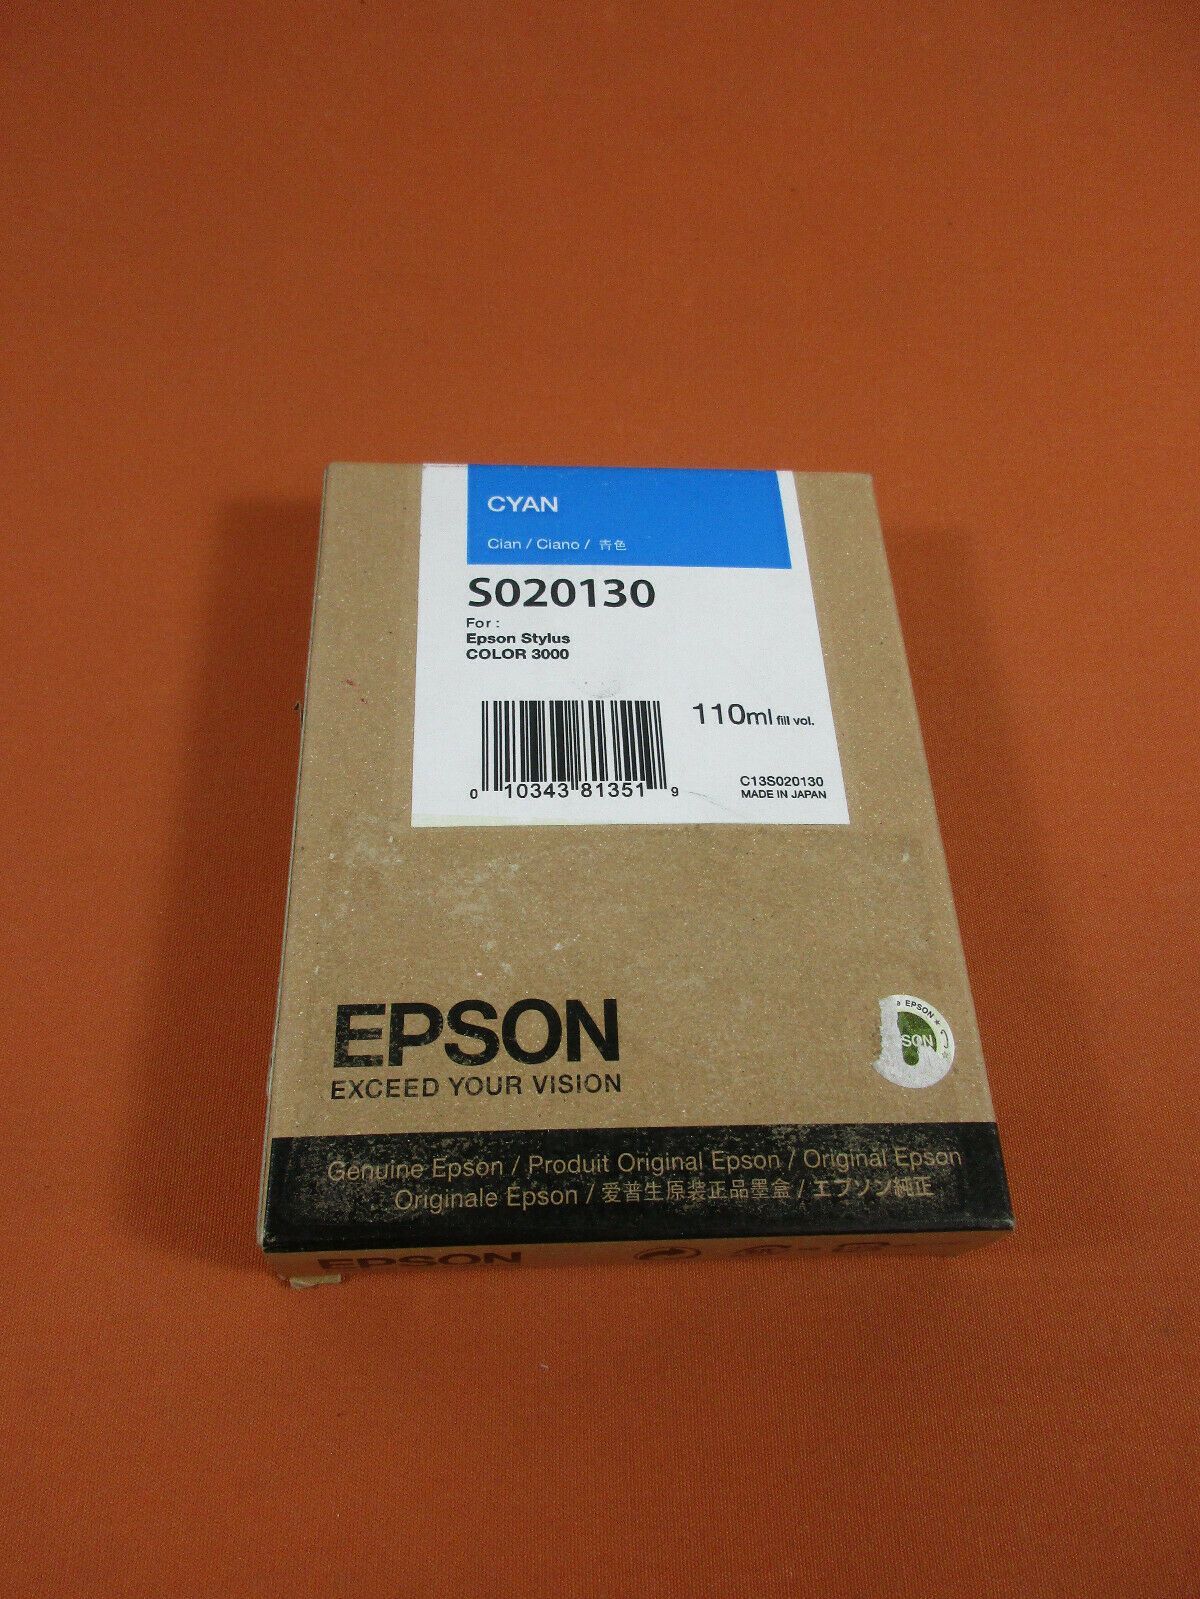 CYAN
Cian / Ciano / 青色
S020130
For :
Epson Stylus
COLOR 3000
110ml fill vol.
0 10343 81351 9
C13S020130
MADE IN JAPAN
EPSON
EXCEED YOUR VISION
EPSON
SON
Genuine Epson / Produit Original Epson / Original Epson
Originale Epson / 爱普生原装正品墨盒 / エプソン純正
EPSON